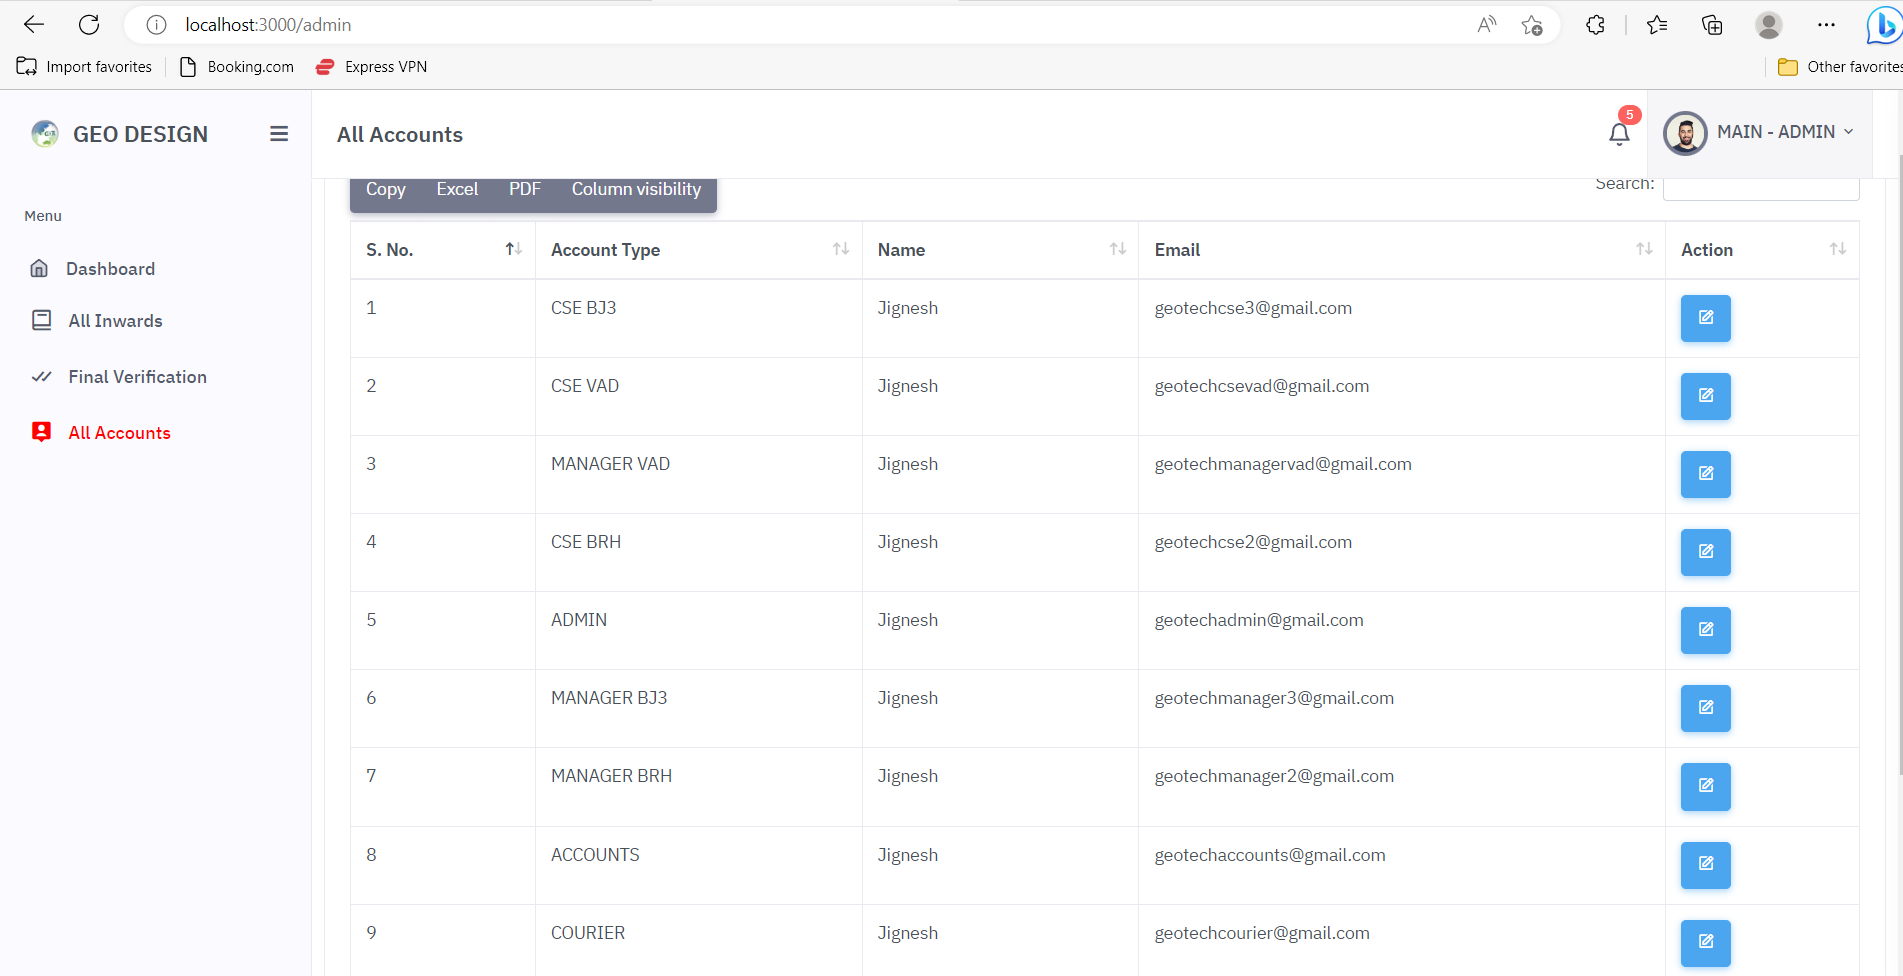 localhost:3000/admin
Import favorites
Booking.com
Express VPN
Other favorites
GEO DESIGN
All Accounts
5
MAIN - ADMIN
Menu
Dashboard
All Inwards
Final Verification
All Accounts
Copy Excel PDF Column visibility
Search:
S. No. Account Type Name Email Action
1 CSE BJ3 Jignesh geotechcse3@gmail.com
2 CSE VAD Jignesh geotechcsevad@gmail.com
3 MANAGER VAD Jignesh geotechmanagervad@gmail.com
4 CSE BRH Jignesh geotechcse2@gmail.com
5 ADMIN Jignesh geotechadmin@gmail.com
6 MANAGER BJ3 Jignesh geotechmanager3@gmail.com
7 MANAGER BRH Jignesh geotechmanager2@gmail.com
8 ACCOUNTS Jignesh geotechaccounts@gmail.com
9 COURIER Jignesh geotechcourier@gmail.com